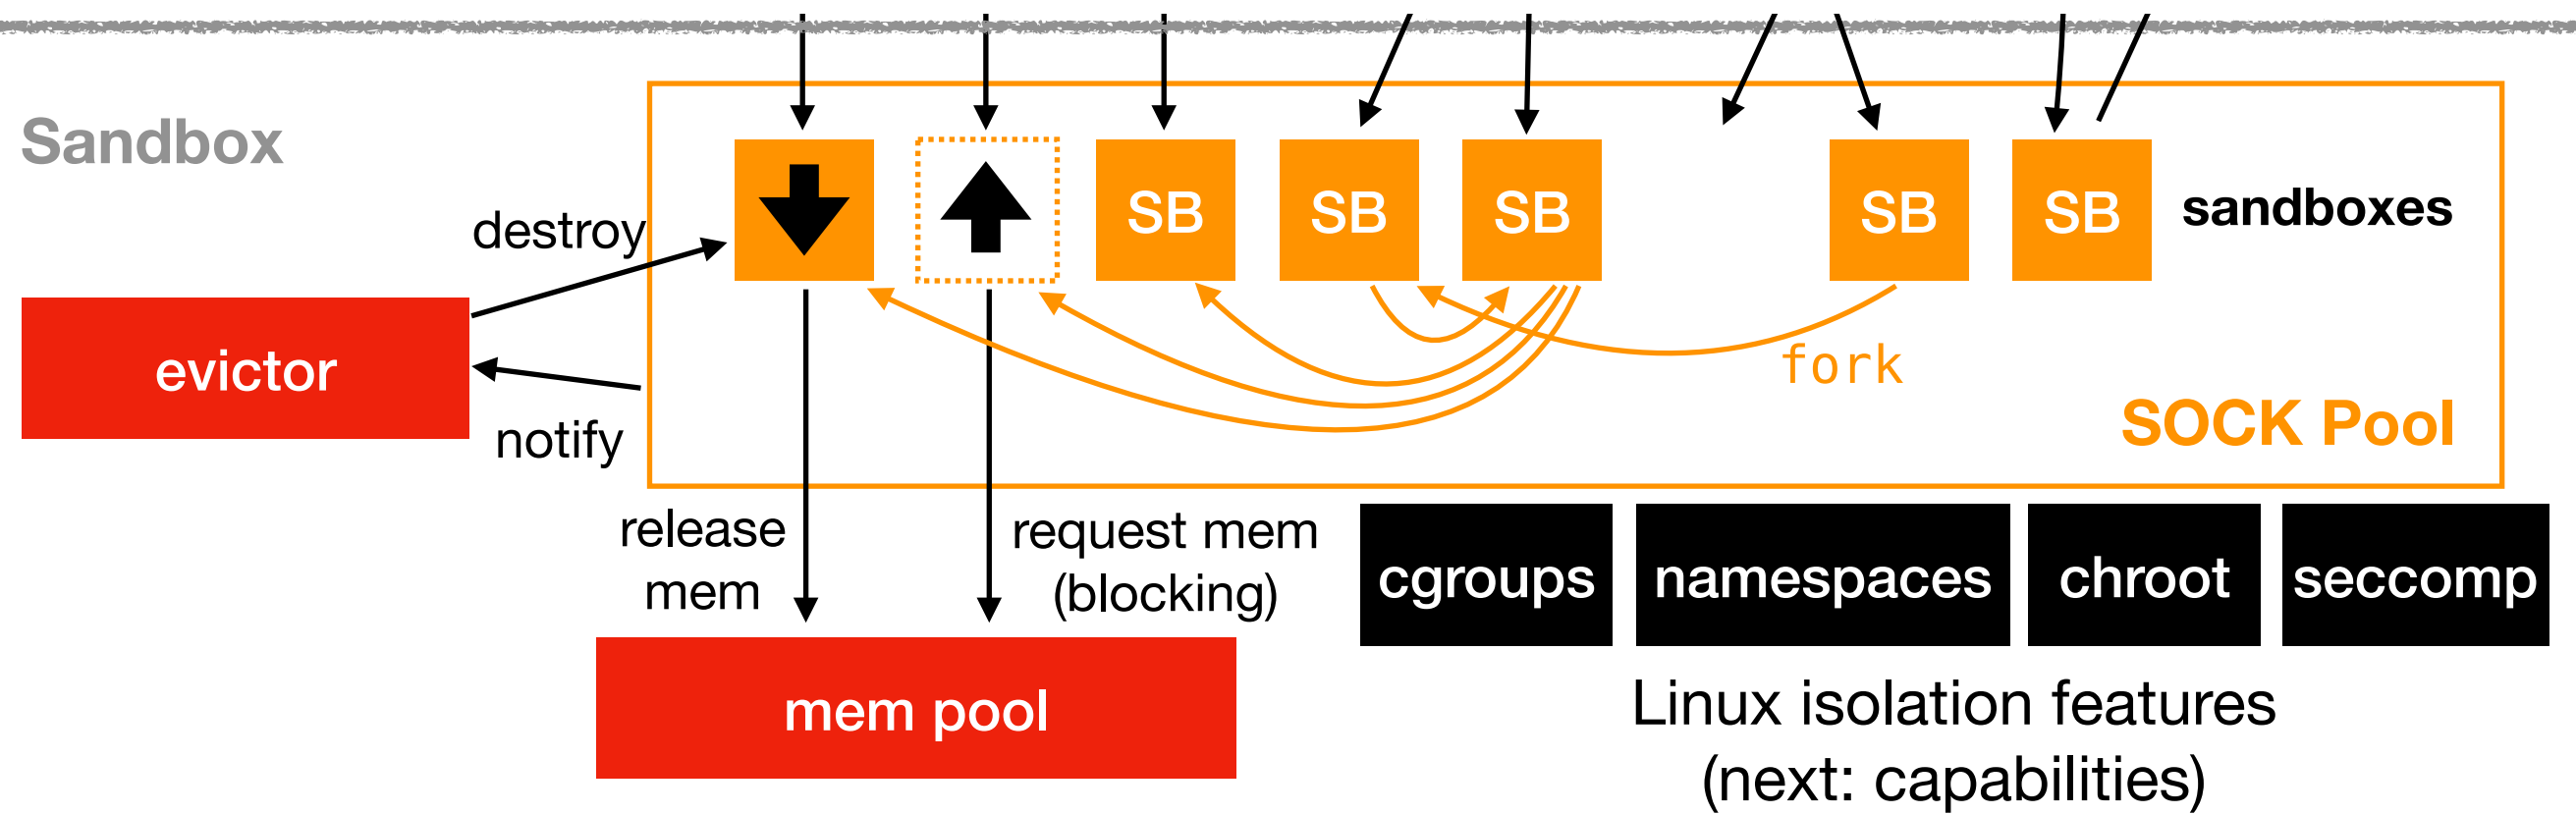 Sandbox
destroy
SB
SB
SB
SB
SB
sandboxes
evictor
notify
fork
SOCK Pool
release
mem
request mem
(blocking)
cgroups
namespaces
chroot
seccomp
mem pool
Linux isolation features
(next: capabilities)